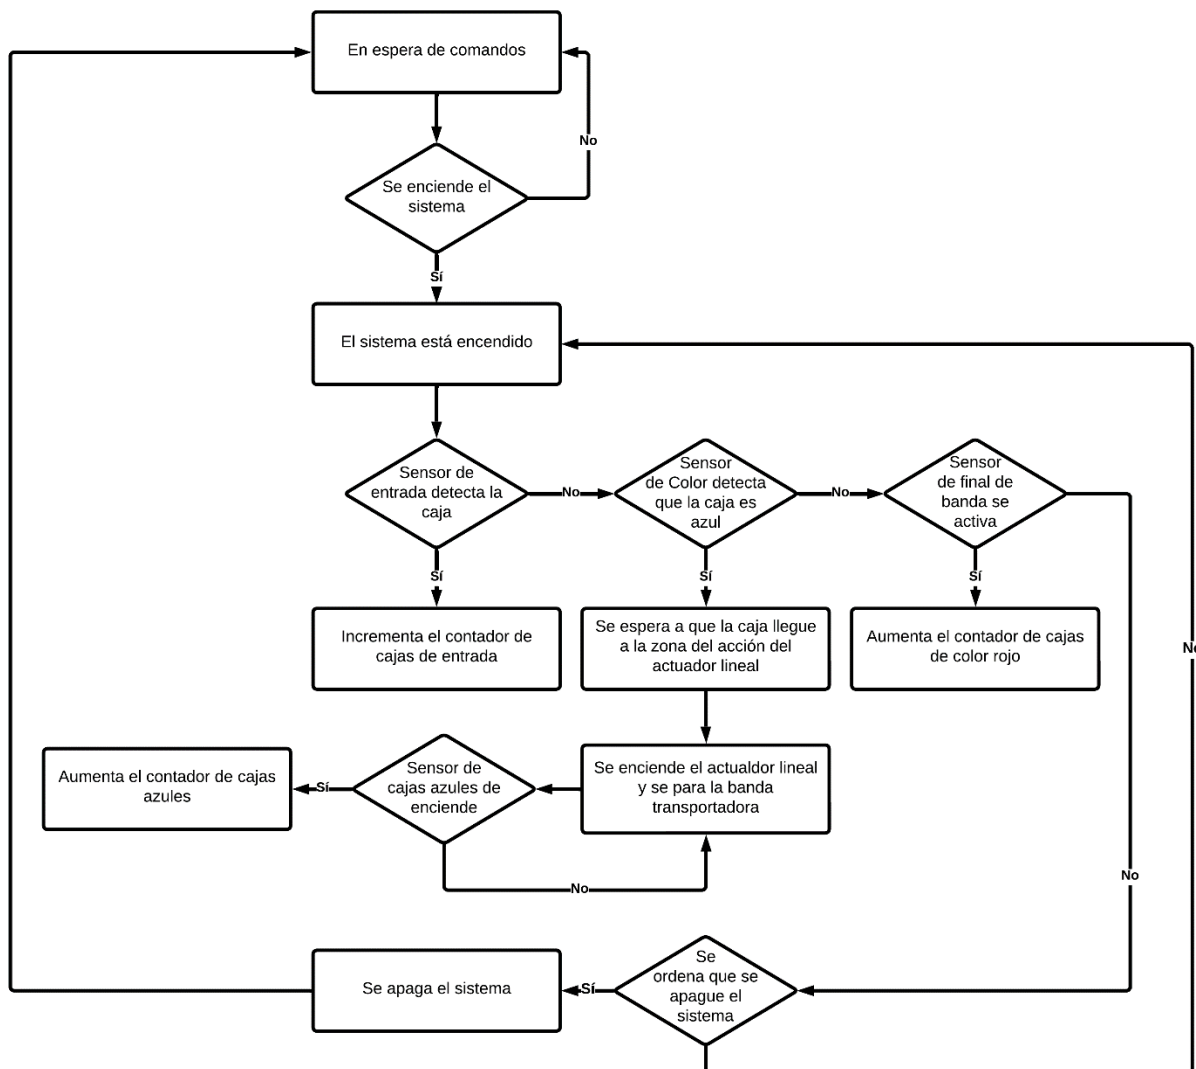 En espera de comandos
No
Se enciende el
sistema
Sí
El sistema está encendido
Sensor de
entrada detecta la
caja
No
Sensor
de Color detecta
que la caja es
azul
No
Sensor
de final de
banda se
activa
Sí
Sí
Sí
Incrementa el contador de
cajas de entrada
Se espera a que la caja llegue
a la zona del acción del
actuador lineal
Aumenta el contador de cajas
de color rojo
No
Aumenta el contador de cajas
azules
Sí
Sensor de
cajas azules de
enciende
Se enciende el actualdor lineal
y se para la banda
transportadora
No
No
Se apaga el sistema
Sí
Se
ordena que se
apague el
sistema